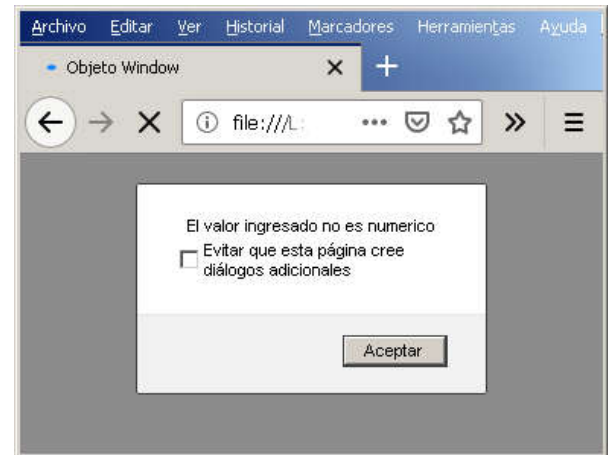 Archivo Editar Ver Historial Marcadores Herramientas Ayuda
Objeto Window
file:///L:
El valor ingresado no es numerico
Evitar que esta página cree
diálogos adicionales
Aceptar